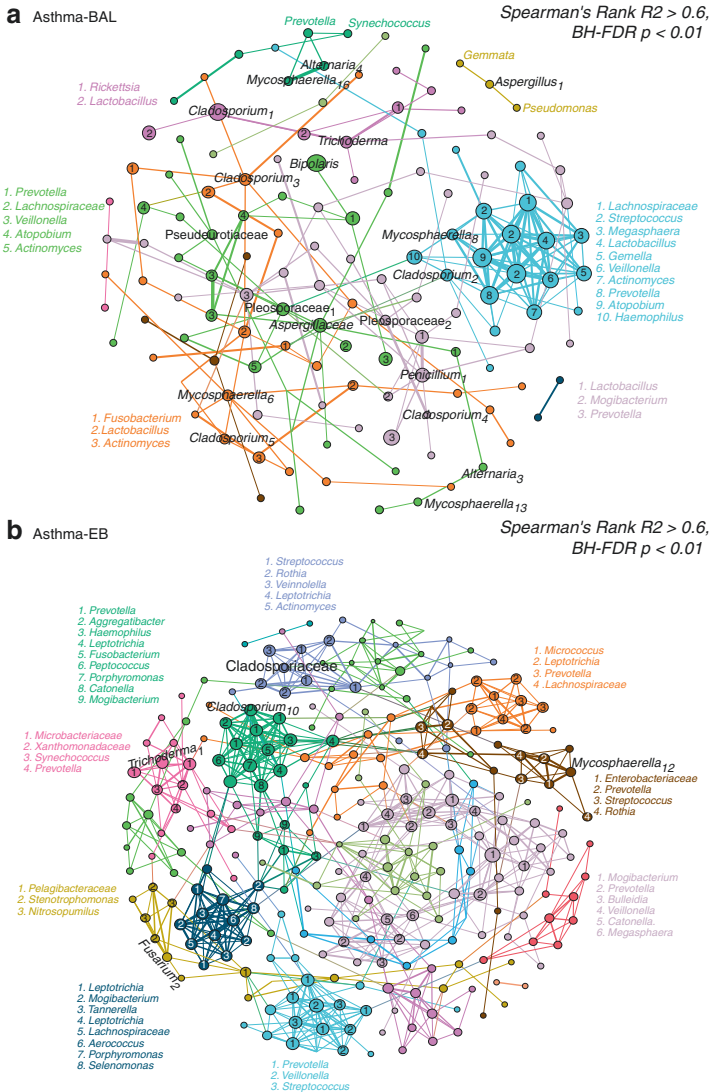 a Asthma-BAL
Spearman's Rank R2 > 0.6,
BH-FDR p < 0.01
Prevotella
Synechococcus
Gemmata
Aspergillus1
Pseudomonas
Alternaria4
Mycosphaerella16
1. Rickettsia
2. Lactobacillus
Cladosporium1
Trichoderma
Bipolaris
Cladosporium3
1. Prevotella
2. Lachnospiraceae
3. Veillonella
4. Atopobium
5. Actinomyces
Pseudeurotiaceae
Mycosphaerella8
Cladosporium2
1. Lachnospiraceae
2. Streptococcus
3. Megasphaera
4. Lactobacillus
5. Gemella
6. Veillonella
7. Actinomyces
8. Prevotella
9. Atopobium
10. Haemophilus
Pleosporaceae1
Aspergillaceae
Pleosporaceae2
Penicillium1
Mycosphaerella6
Cladosporium4
Cladosporium5
1. Lactobacillus
2. Mogibacterium
3. Prevotella
1. Fusobacterium
2.Lactobacillus
3. Actinomyces
Alternaria3
Mycosphaerella13
b Asthma-EB
Spearman's Rank R2 > 0.6,
BH-FDR p < 0.01
1. Streptococcus
2. Rothia
3. Veinnolella
4. Leptotrichia
5. Actinomyces
1. Prevotella
2. Aggregatibacter
3. Haemophilus
4. Leptotrichia
5. Fusobacterium
6. Peptococcus
7. Porphyromonas
8. Catonella
9. Mogibacterium
Cladosporiaceae
1. Micrococcus
2. Leptotrichia
3. Prevotella
4. Lachnospiraceae
Cladosporium10
1. Microbacteriaceae
2. Xanthomonadaceae
3. Synechococcus
4. Prevotella
Trichoderma1
Mycosphaerella12
1. Enterobacteriaceae
2. Prevotella
3. Streptococcus
4. Rothia
1. Pelagibacteraceae
2. Stenotrophomonas
3. Nitrosopumilus
Fusarium2
1. Mogibacterium
2. Prevotella
3. Bulleidia
4. Veillonella
5. Catonella.
6. Megasphaera
1. Leptotrichia
2. Mogibacterium
3. Tannerella
4. Leptotrichia
5. Lachnospiraceae
6. Aerococcus
7. Porphyromonas
8. Selenomonas
1. Prevotella
2. Veillonella
3. Streptococcus